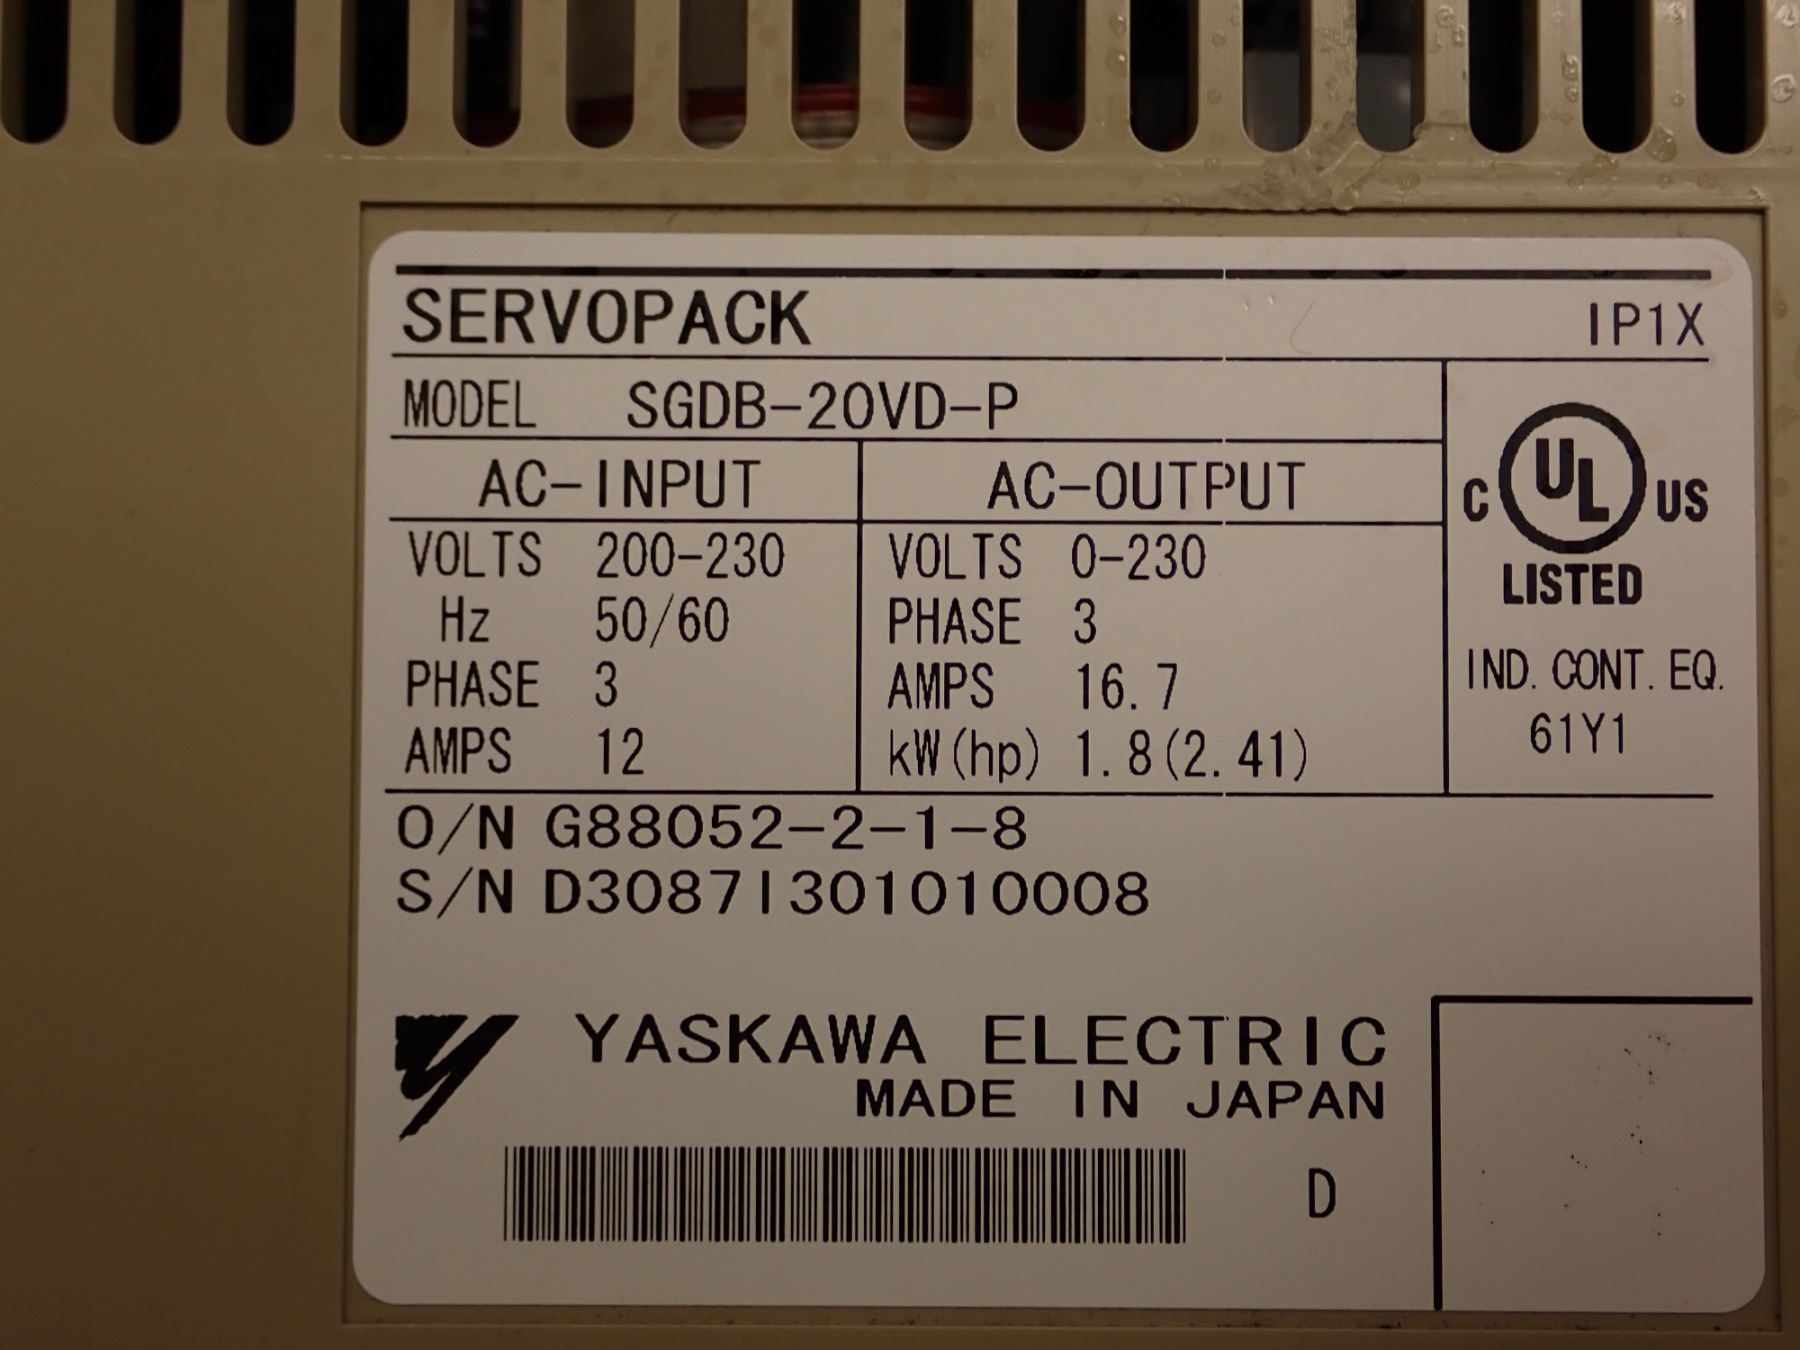 SERVOPACK IP1X
MODEL SGDB-20VD-P
AC-INPUT AC-OUTPUT
VOLTS 200-230 VOLTS 0-230
Hz 50/60 PHASE 3
PHASE 3 AMPS 16.7
AMPS 12 kW(hp) 1.8(2.41)
C UL US
LISTED
IND. CONT. EQ.
61Y1
O/N G88052-2-1-8
S/N D3087I301010008
YASKAWA ELECTRIC
MADE IN JAPAN
D